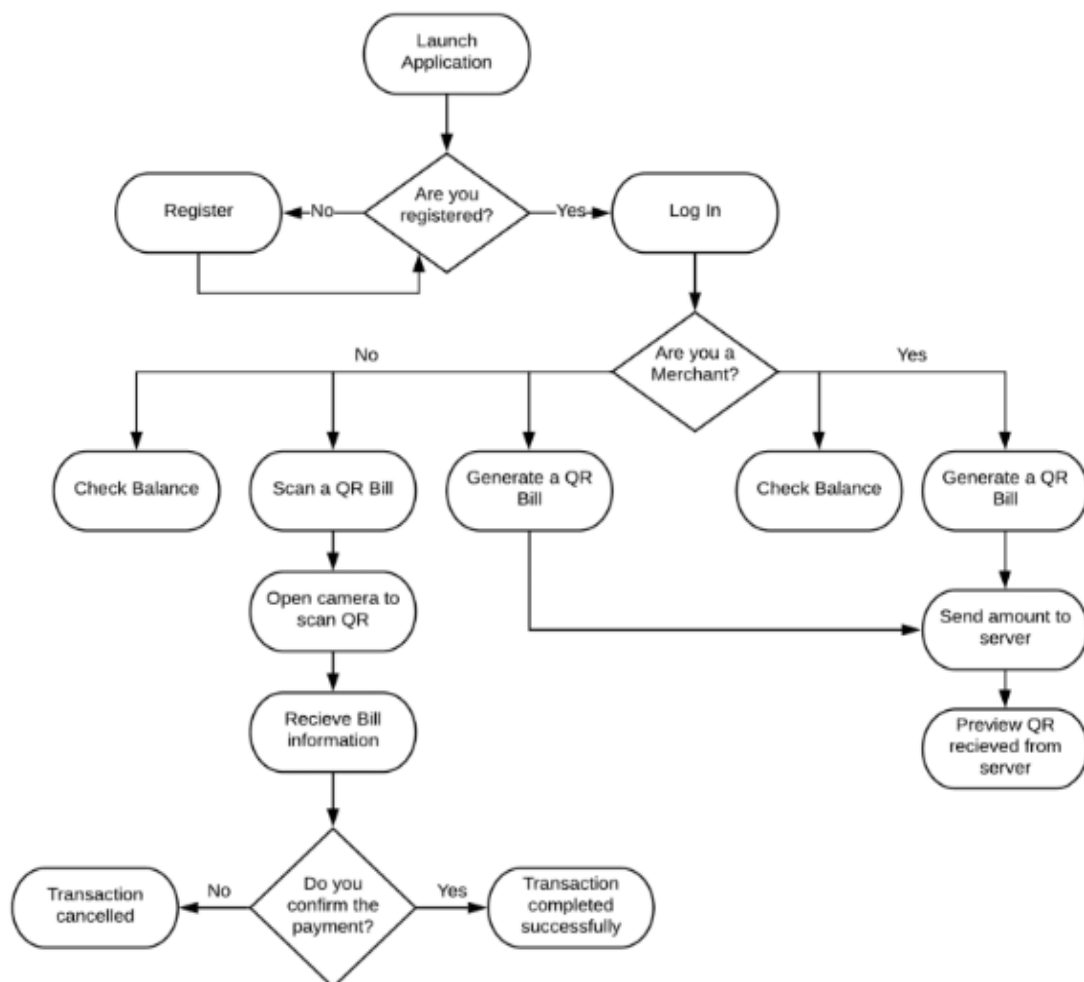 Launch
Application
Register
No
Are you
registered?
Yes
Log In
No
Are you a
Merchant?
Yes
Check Balance
Scan a QR Bill
Generate a QR
Bill
Check Balance
Generate a QR
Bill
Open camera to
scan QR
Send amount to
server
Recieve Bill
information
Preview QR
recieved from
server
Transaction
cancelled
No
Do you
confirm the
payment?
Yes
Transaction
completed
successfully